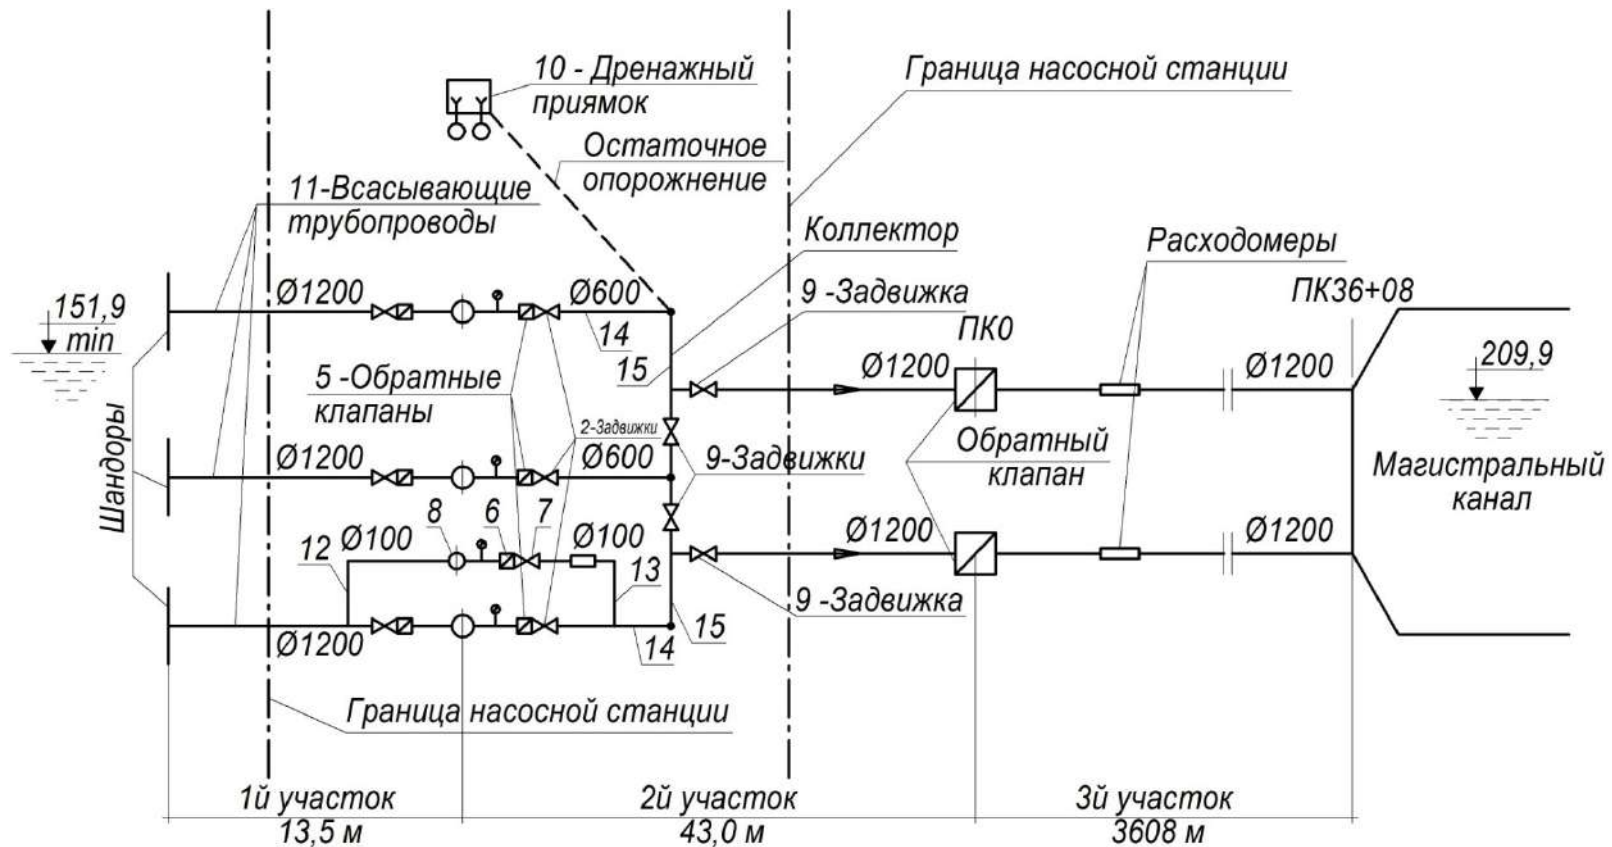 10 - Дренажный
приямок
Граница насосной станции
Остаточное
опорожнение
11-Всасывающие
трубопроводы
Коллектор
Расходомеры
151,9
min
Ø1200
Ø600
14
9 -Задвижка
ПК0
ПК36+08
15
Ø1200
Ø1200
209,9
5 -Обратные
клапаны
2-Задвижки
Шандоры
Ø1200
Ø600
9-Задвижки
Обратный
клапан
Магистральный
канал
8
6
7
12
Ø100
Ø100
13
Ø1200
Ø1200
9 -Задвижка
Ø1200
14
15
Граница насосной станции
1й участок
13,5 м
2й участок
43,0 м
3й участок
3608 м